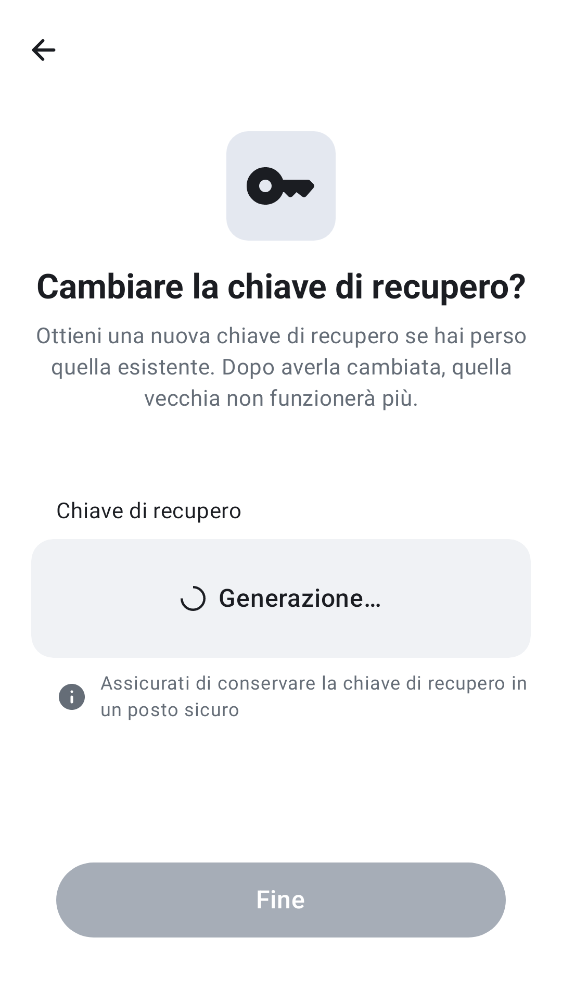 Cambiare la chiave di recupero?
Ottieni una nuova chiave di recupero se hai perso
quella esistente. Dopo averla cambiata, quella
vecchia non funzionerà più.
Chiave di recupero
Generazione…
Assicurati di conservare la chiave di recupero in
un posto sicuro
Fine